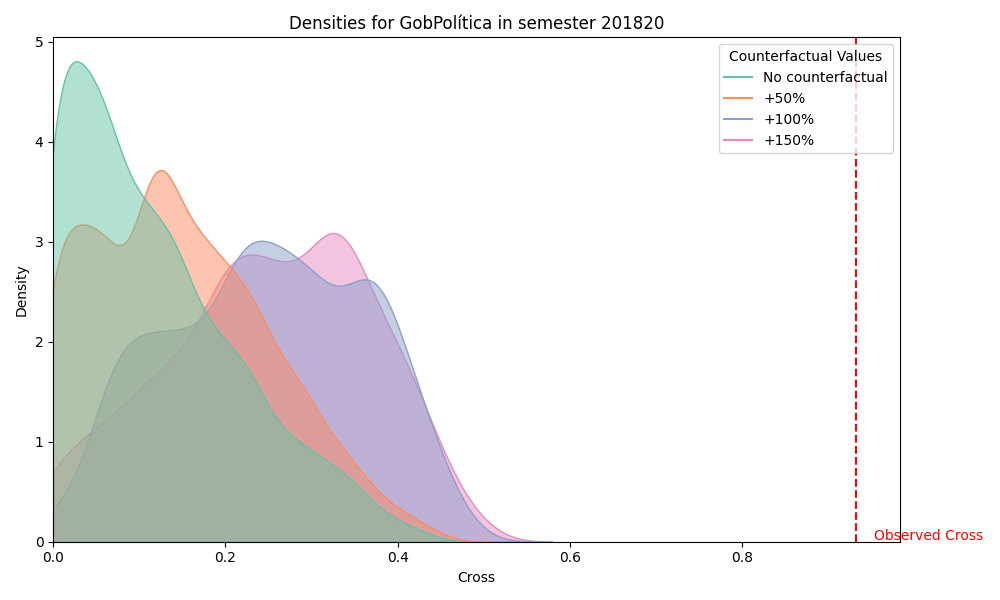 Densities for GobPolítica in semester 201820
5
4
3
2
1
0
Density
Counterfactual Values
No counterfactual
+50%
+100%
+150%
Observed Cross
0.0 0.2 0.4 0.6 0.8
Cross